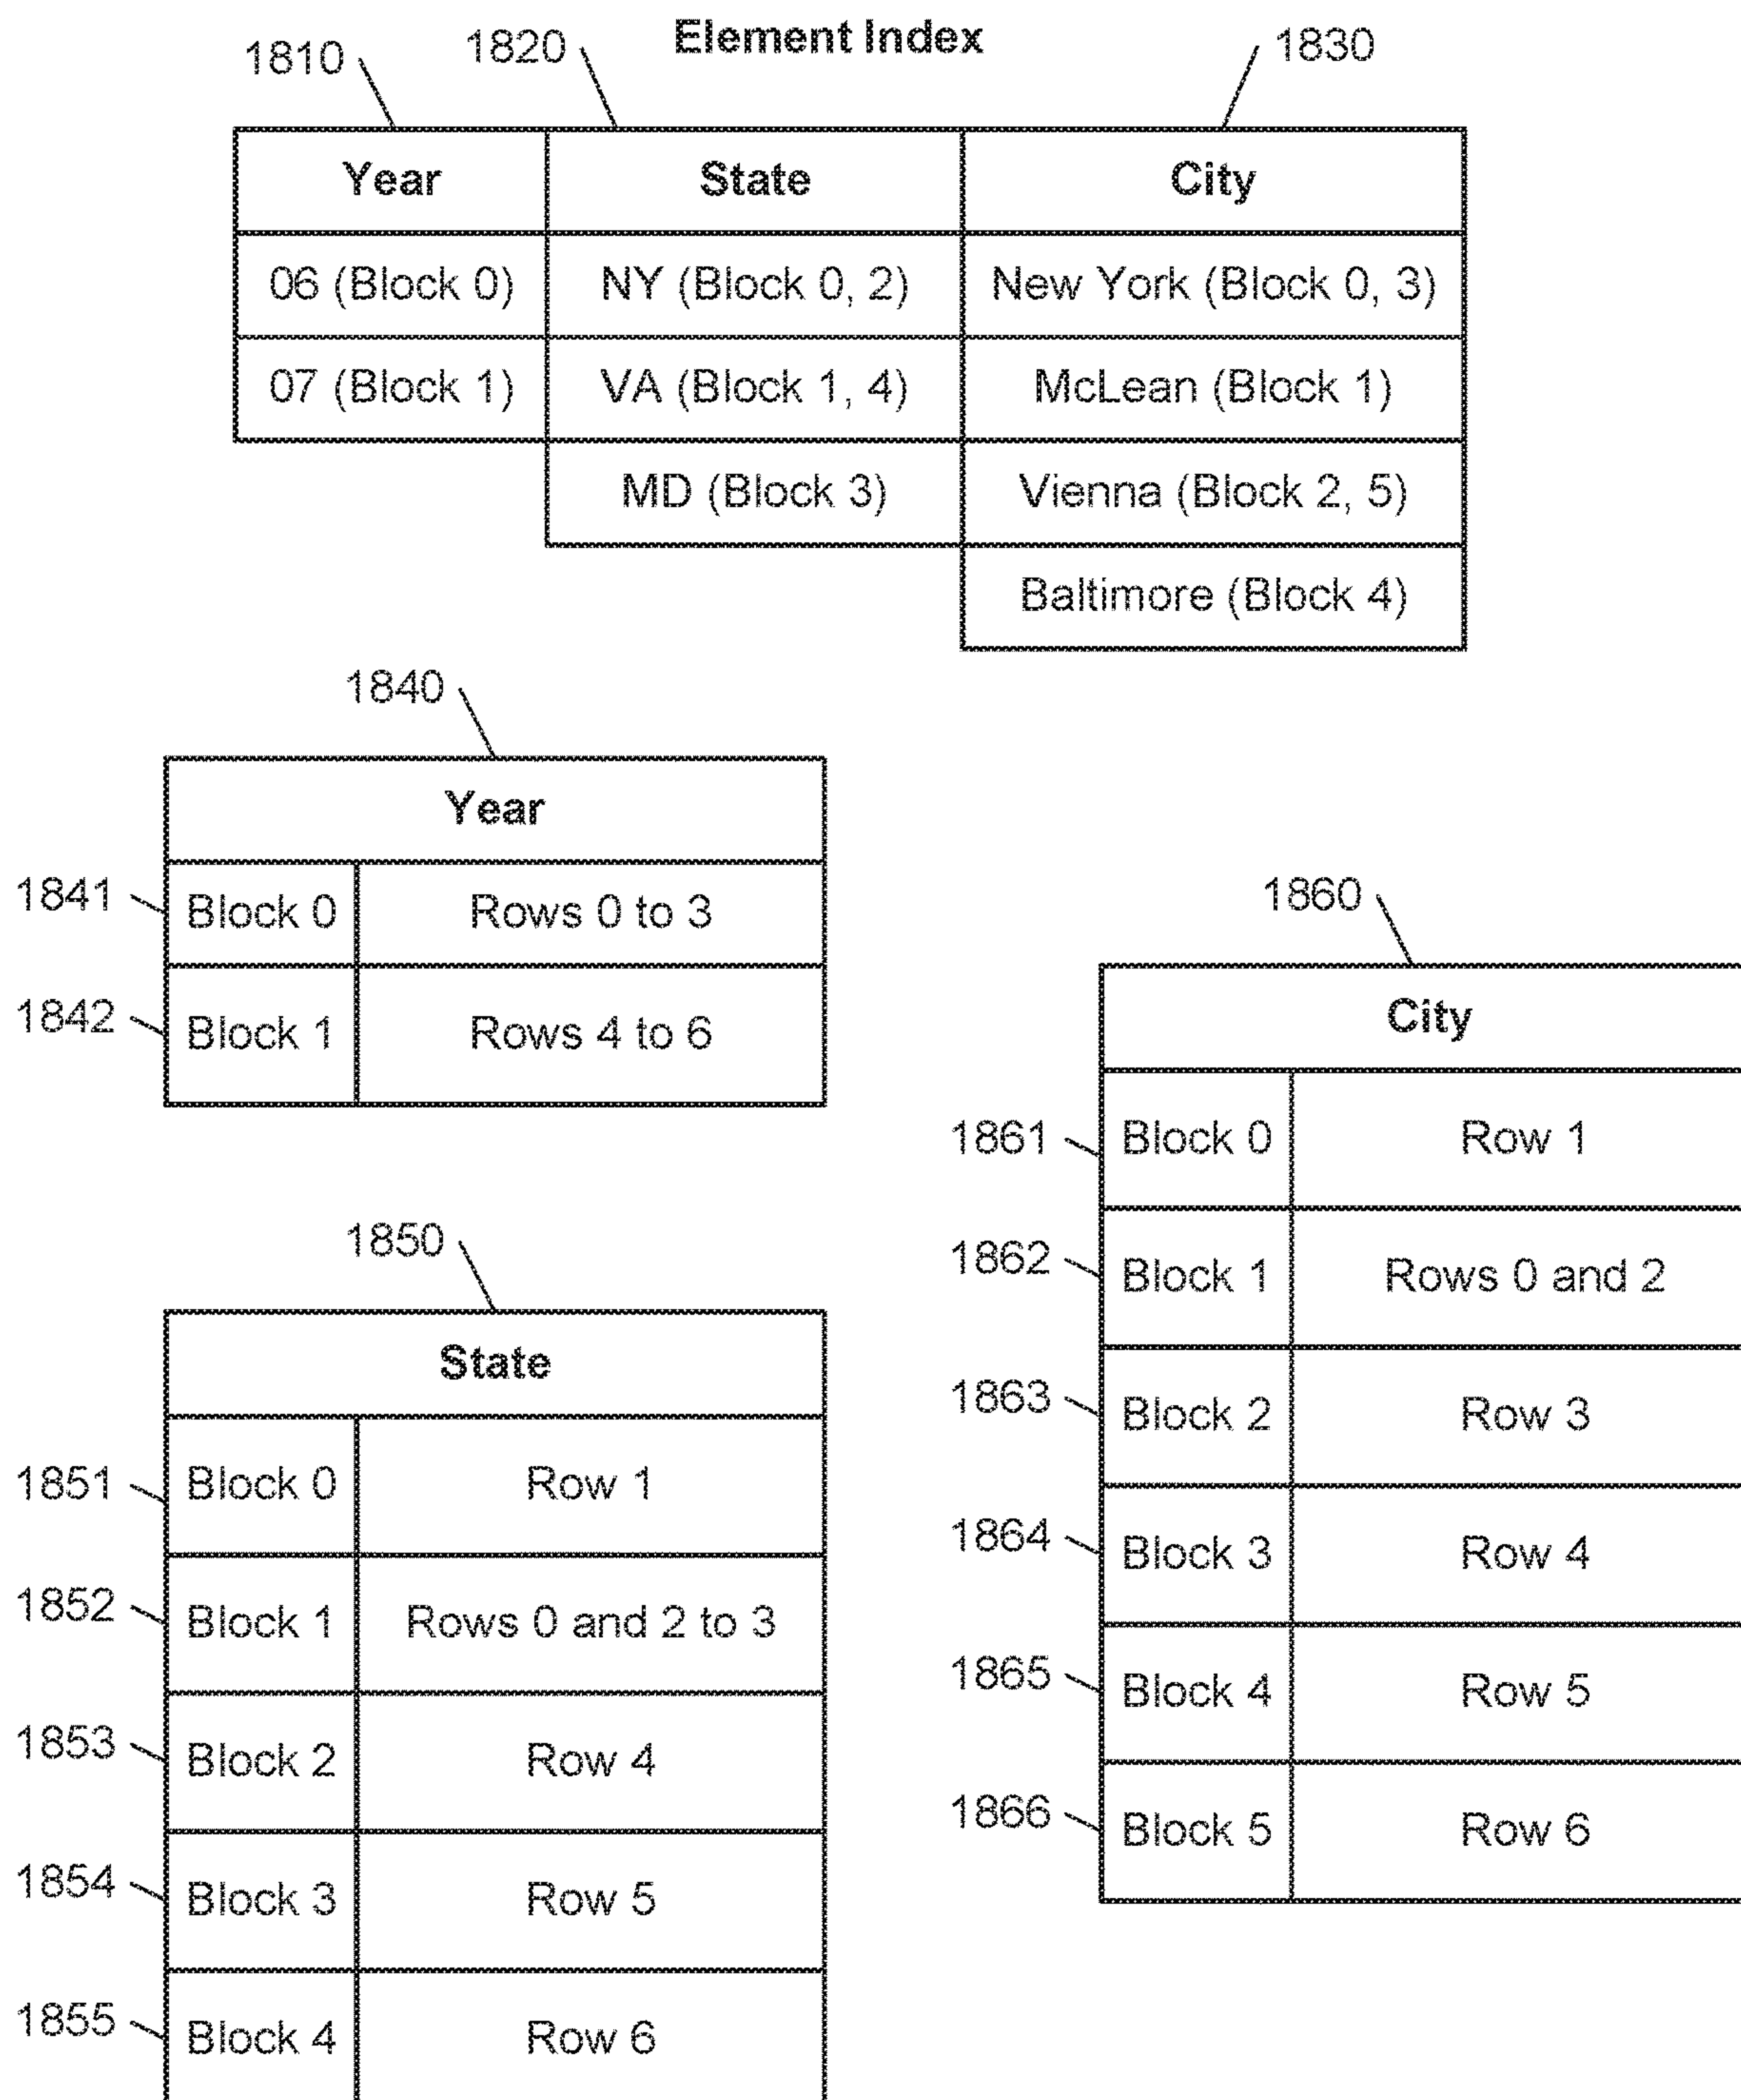 Element Index
1810 1820 1830
Year State City
06 (Block 0) NY (Block 0, 2) New York (Block 0, 3)
07 (Block 1) VA (Block 1, 4) McLean (Block 1)
MD (Block 3) Vienna (Block 2, 5)
Baltimore (Block 4)
1840
Year
1841 Block 0 Rows 0 to 3
1842 Block 1 Rows 4 to 6
1850
State
1851 Block 0 Row 1
1852 Block 1 Rows 0 and 2 to 3
1853 Block 2 Row 4
1854 Block 3 Row 5
1855 Block 4 Row 6
1860
City
1861 Block 0 Row 1
1862 Block 1 Rows 0 and 2
1863 Block 2 Row 3
1864 Block 3 Row 4
1865 Block 4 Row 5
1866 Block 5 Row 6